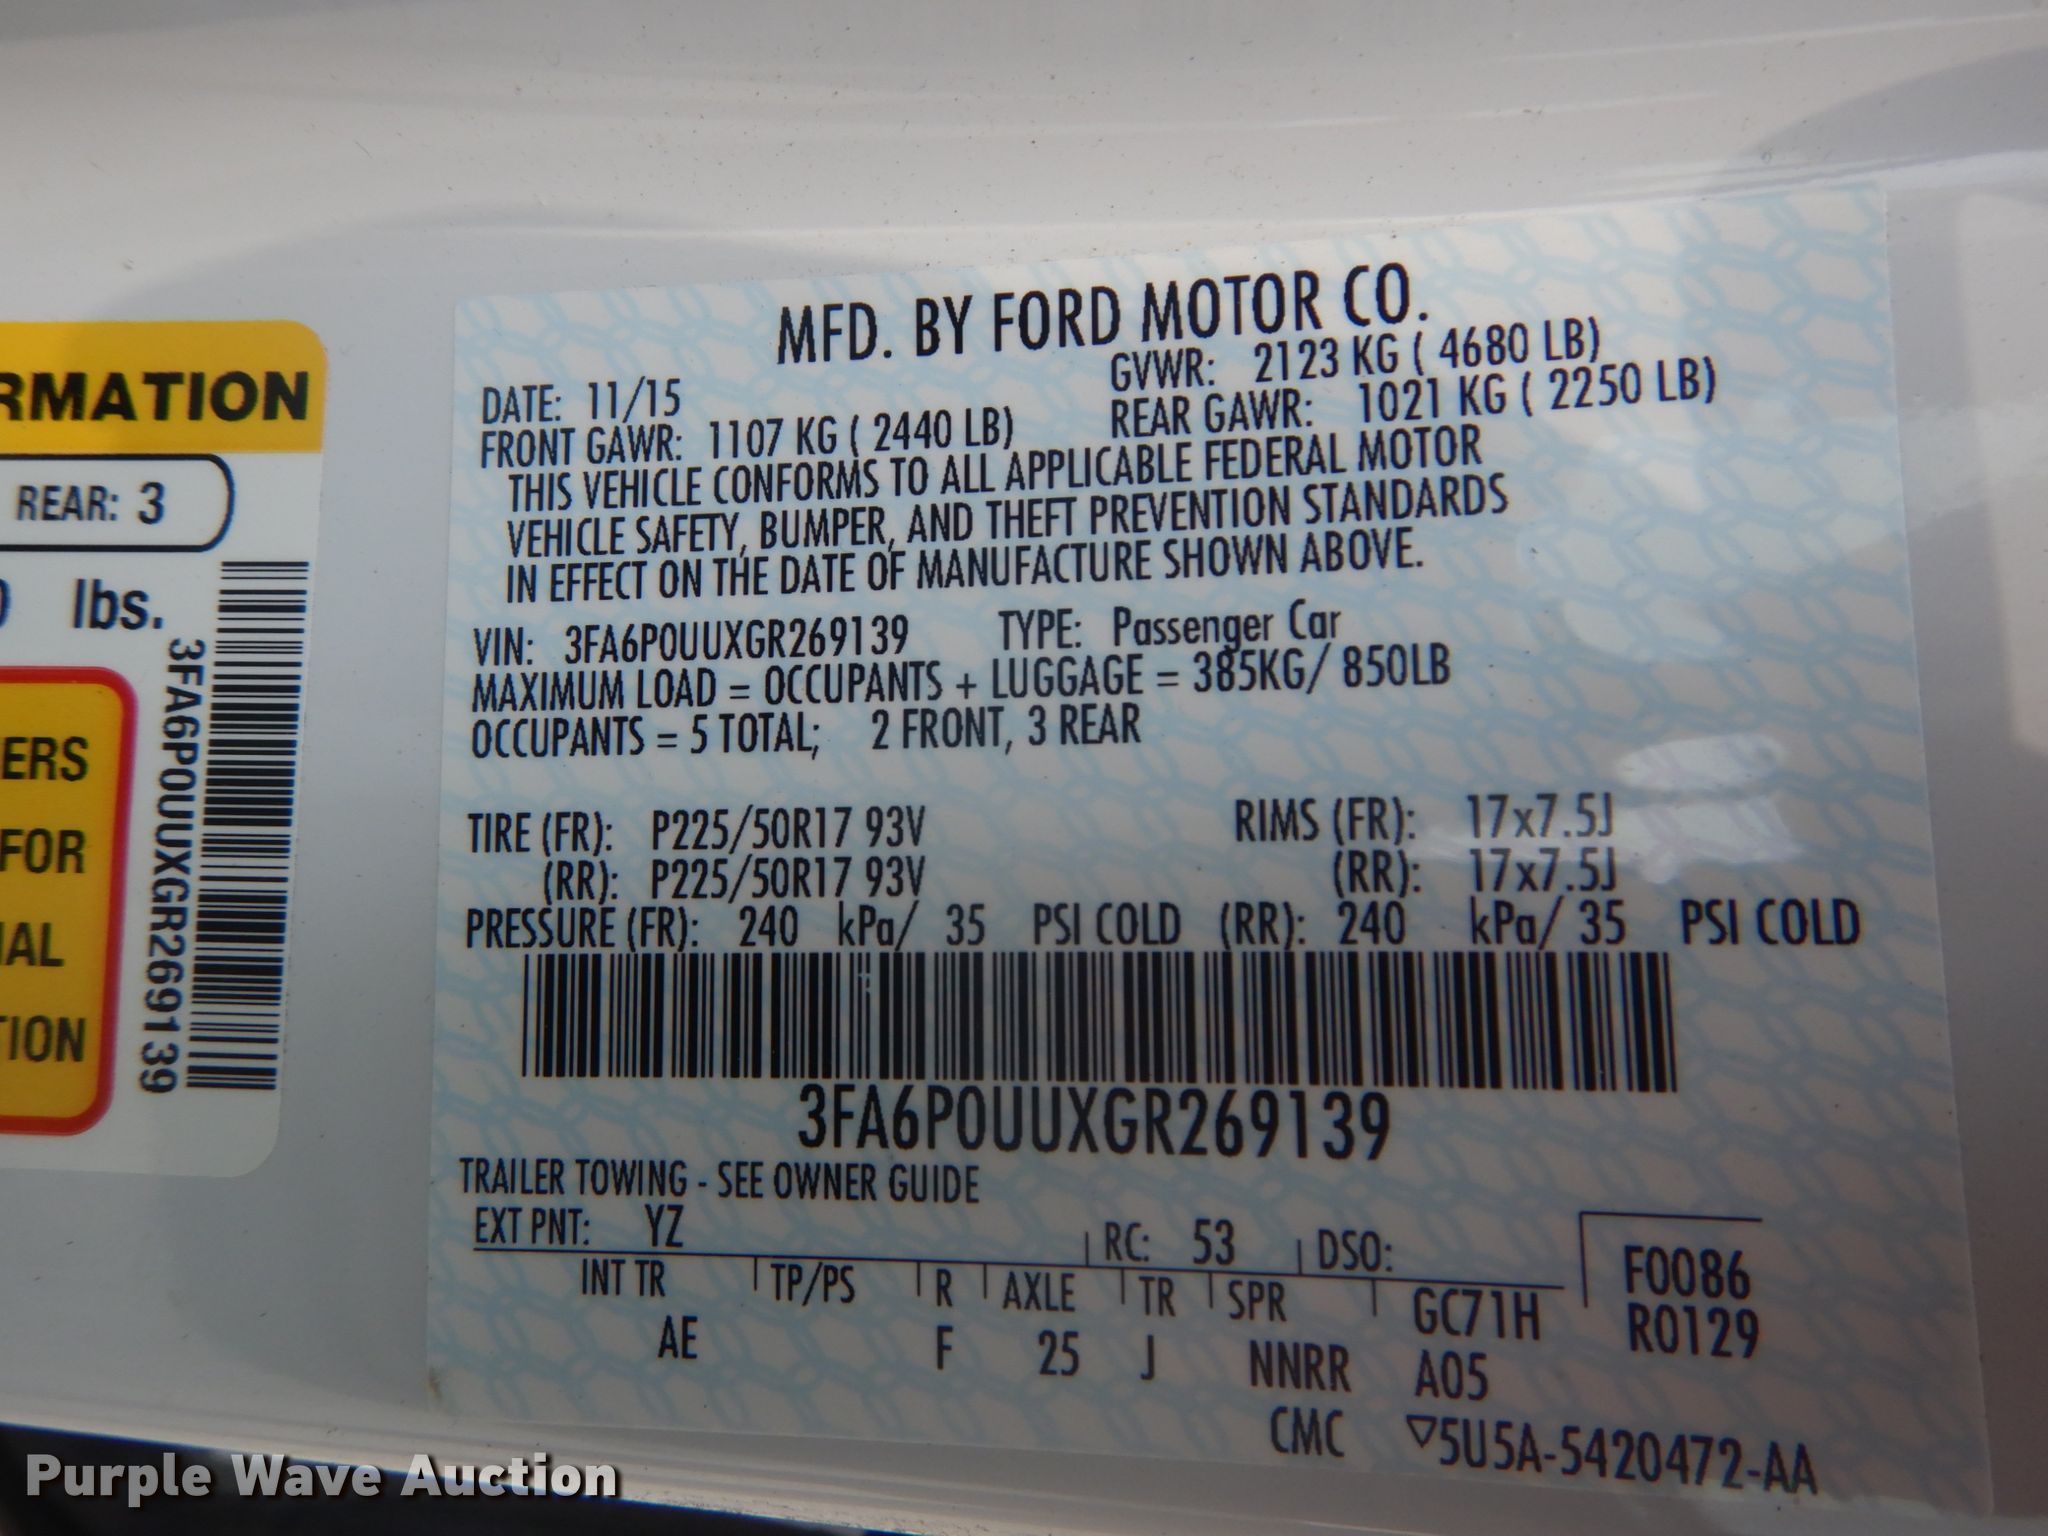 RMATION
REAR: 3
lbs.
3FA6P0UUXGR269139
ERS
FOR
TION
MFD. BY FORD MOTOR CO.
DATE: 11/15 GVWR: 2123 KG ( 4680 LB)
FRONT GAWR: 1107 KG ( 2440 LB) REAR GAWR: 1021 KG ( 2250 LB)
THIS VEHICLE CONFORMS TO ALL APPLICABLE FEDERAL MOTOR
VEHICLE SAFETY, BUMPER, AND THEFT PREVENTION STANDARDS
IN EFFECT ON THE DATE OF MANUFACTURE SHOWN ABOVE.
VIN: 3FA6P0UUXGR269139 TYPE: Passenger Car
MAXIMUM LOAD = OCCUPANTS + LUGGAGE = 385KG/ 850LB
OCCUPANTS = 5 TOTAL; 2 FRONT, 3 REAR
TIRE (FR): P225/50R17 93V RIMS (FR): 17x7.5J
(RR): P225/50R17 93V (RR): 17x7.5J
PRESSURE (FR): 240 kPa/ 35 PSI COLD (RR): 240 kPa/ 35 PSI COLD
3FA6P0UUXGR269139
TRAILER TOWING - SEE OWNER GUIDE
EXT PNT: YZ RC: 53 DSO: F0086
INT TR TP/PS R AXLE TR SPR GC71H R0129
AE F 25 J NNRR A05
CMC ▽5U5A-5420472-AA
Purple Wave Auction